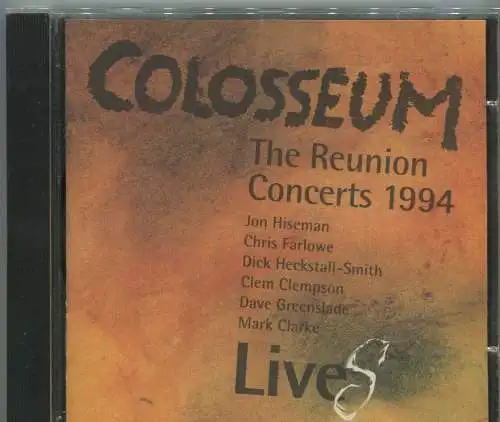 COLOSSEUM
The Reunion
Concerts 1994
Jon Hiseman
Chris Farlowe
Dick Heckstall-Smith
Clem Clempson
Dave Greenslade
Mark Clarke
LiveS